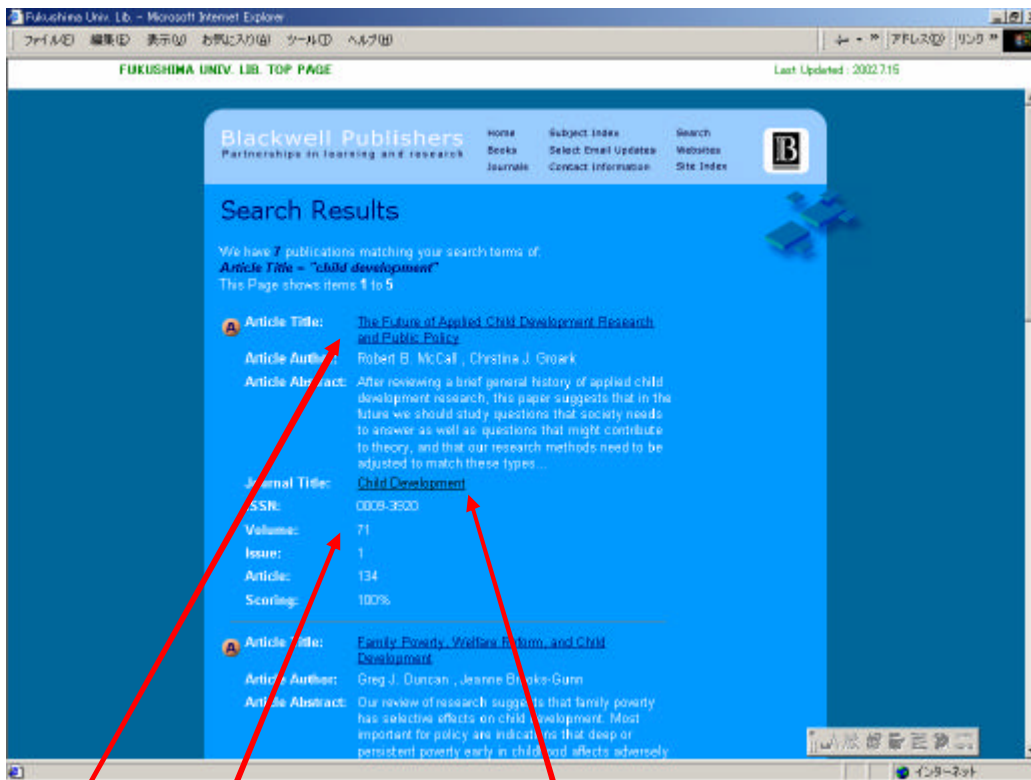 Fukushima Univ. Lib. - Microsoft Internet Explorer
ファイル(F) 編集(E) 表示(V) お気に入り(A) ツール(T) ヘルプ(H) アドレス(D) リンク »
FUKUSHIMA UNIV. LIB. TOP PAGE Last Updated : 2002.7.15
Blackwell Publishers
Partnerships in learning and research
Home Subject Index Search
Books Select Email Updates Websites
Journals Contact Information Site Index
B
Search Results
We have 7 publications matching your search terms of:
Article Title = "child development"
This Page shows items 1 to 5
A Article Title: The Future of Applied Child Development Research
and Public Policy
Article Author: Robert B. McCall , Christina J. Groark
Article Abstract: After reviewing a brief general history of applied child
development research, this paper suggests that in the
future we should study questions that society needs
to answer as well as questions that might contribute
to theory, and that our research methods need to be
adjusted to match these types...
Journal Title: Child Development
ISSN: 0009-3920
Volume: 71
Issue: 1
Article: 134
Scoring: 100%
A Article Title: Family Poverty, Welfare Reform, and Child
Development
Article Author: Greg J. Duncan , Jeanne Brooks-Gunn
Article Abstract: Our review of research suggests that family poverty
has selective effects on child development. Most
important for policy are indications that deep or
persistent poverty early in childhood affects adversely
インターネット